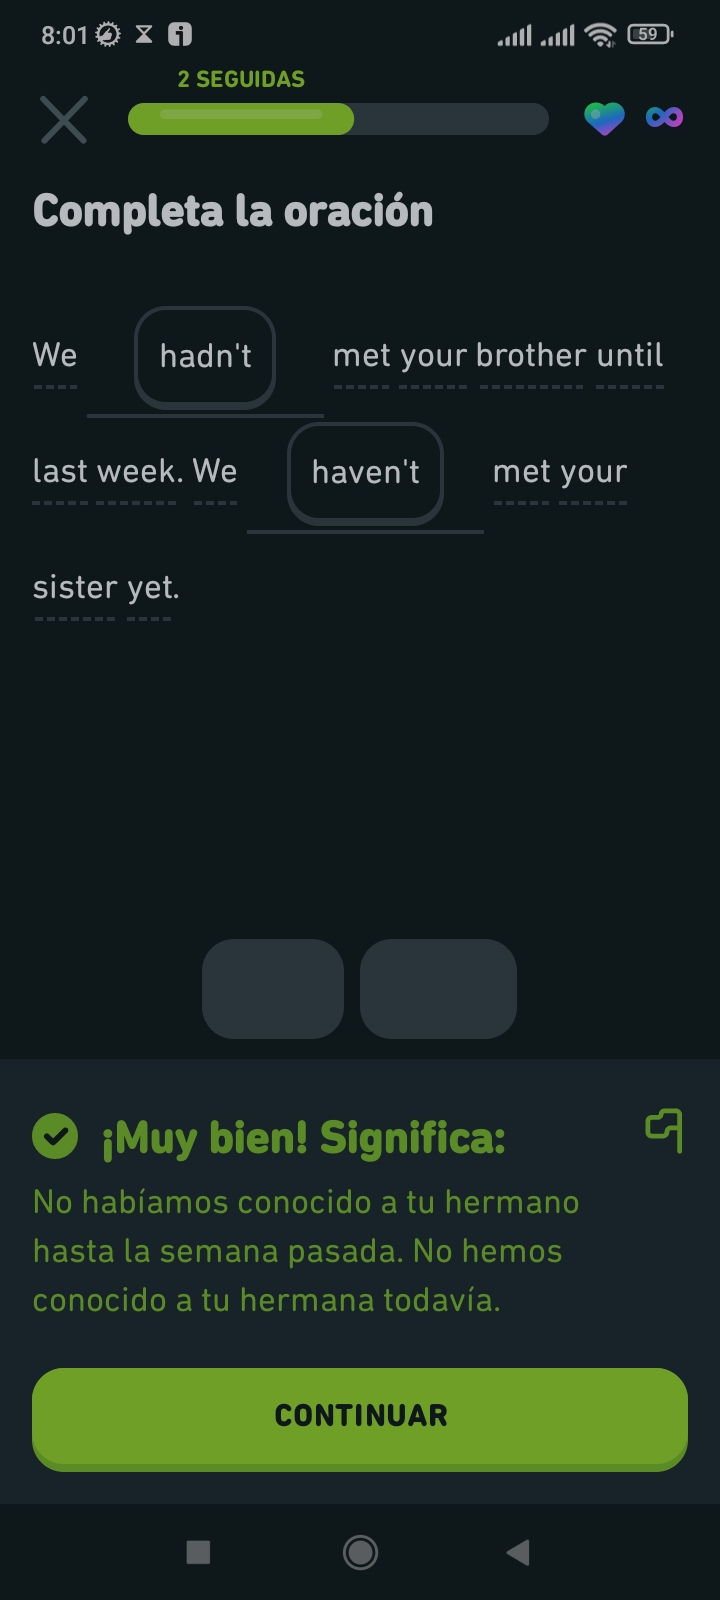 8:01
59
2 SEGUIDAS
Completa la oración
We hadn't met your brother until
last week. We haven't met your
sister yet.
¡Muy bien! Significa:
No habíamos conocido a tu hermano
hasta la semana pasada. No hemos
conocido a tu hermana todavía.
CONTINUAR